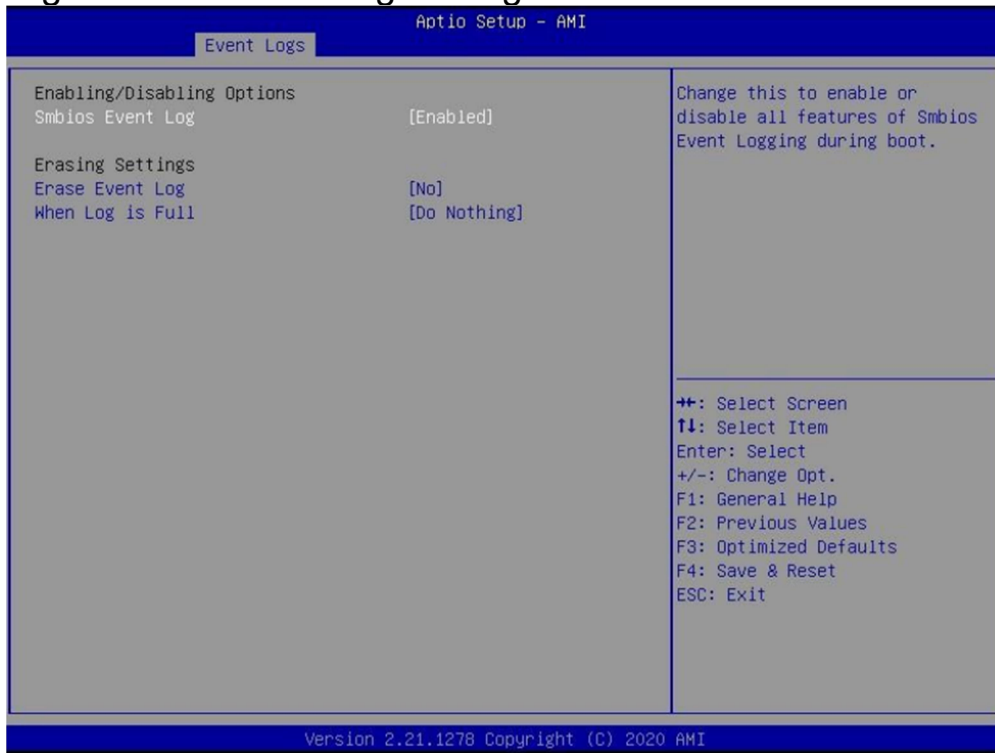 Aptio Setup – AMI
Event Logs
Enabling/Disabling Options
Smbios Event Log [Enabled]
Erasing Settings
Erase Event Log [No]
When Log is Full [Do Nothing]
Change this to enable or
disable all features of Smbios
Event Logging during boot.
→←: Select Screen
↑↓: Select Item
Enter: Select
+/-: Change Opt.
F1: General Help
F2: Previous Values
F3: Optimized Defaults
F4: Save & Reset
ESC: Exit
Version 2.21.1278 Copyright (C) 2020 AMI